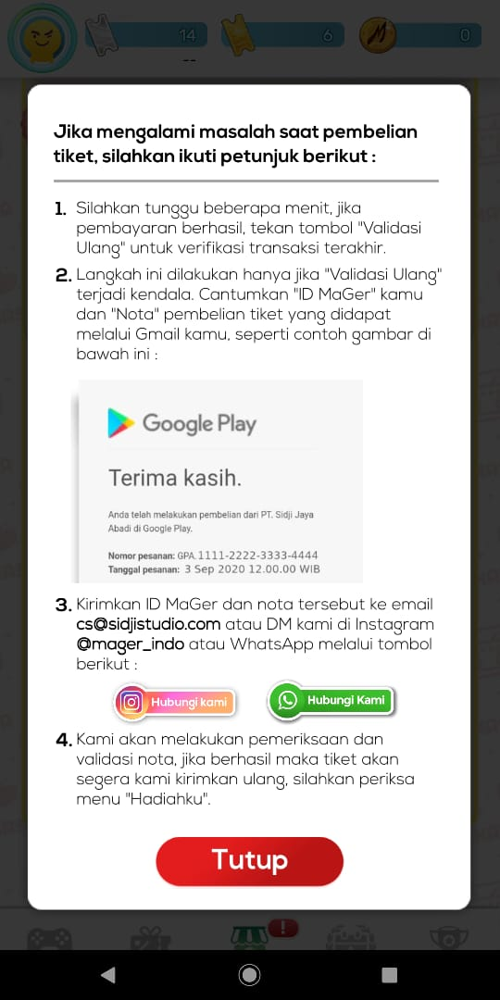 14
6
0
--
Jika mengalami masalah saat pembelian
tiket, silahkan ikuti petunjuk berikut :
1. Silahkan tunggu beberapa menit, jika
pembayaran berhasil, tekan tombol "Validasi
Ulang" untuk verifikasi transaksi terakhir.
2. Langkah ini dilakukan hanya jika "Validasi Ulang"
terjadi kendala. Cantumkan "ID MaGer" kamu
dan "Nota" pembelian tiket yang didapat
melalui Gmail kamu, seperti contoh gambar di
bawah ini :
Google Play
Terima kasih.
Anda telah melakukan pembelian dari PT. Sidji Jaya
Abadi di Google Play.
Nomor pesanan: GPA.1111-2222-3333-4444
Tanggal pesanan: 3 Sep 2020 12.00.00 WIB
3. Kirimkan ID MaGer dan nota tersebut ke email
cs@sidjistudio.com atau DM kami di Instagram
@mager_indo atau WhatsApp melalui tombol
berikut :
Hubungi kami
Hubungi Kami
4. Kami akan melakukan pemeriksaan dan
validasi nota, jika berhasil maka tiket akan
segera kami kirimkan ulang, silahkan periksa
menu "Hadiahku".
Tutup
!